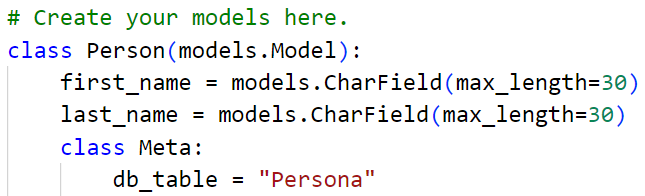 # Create your models here.
class Person(models.Model):
    first_name = models.CharField(max_length=30)
    last_name = models.CharField(max_length=30)
    class Meta:
        db_table = "Persona"